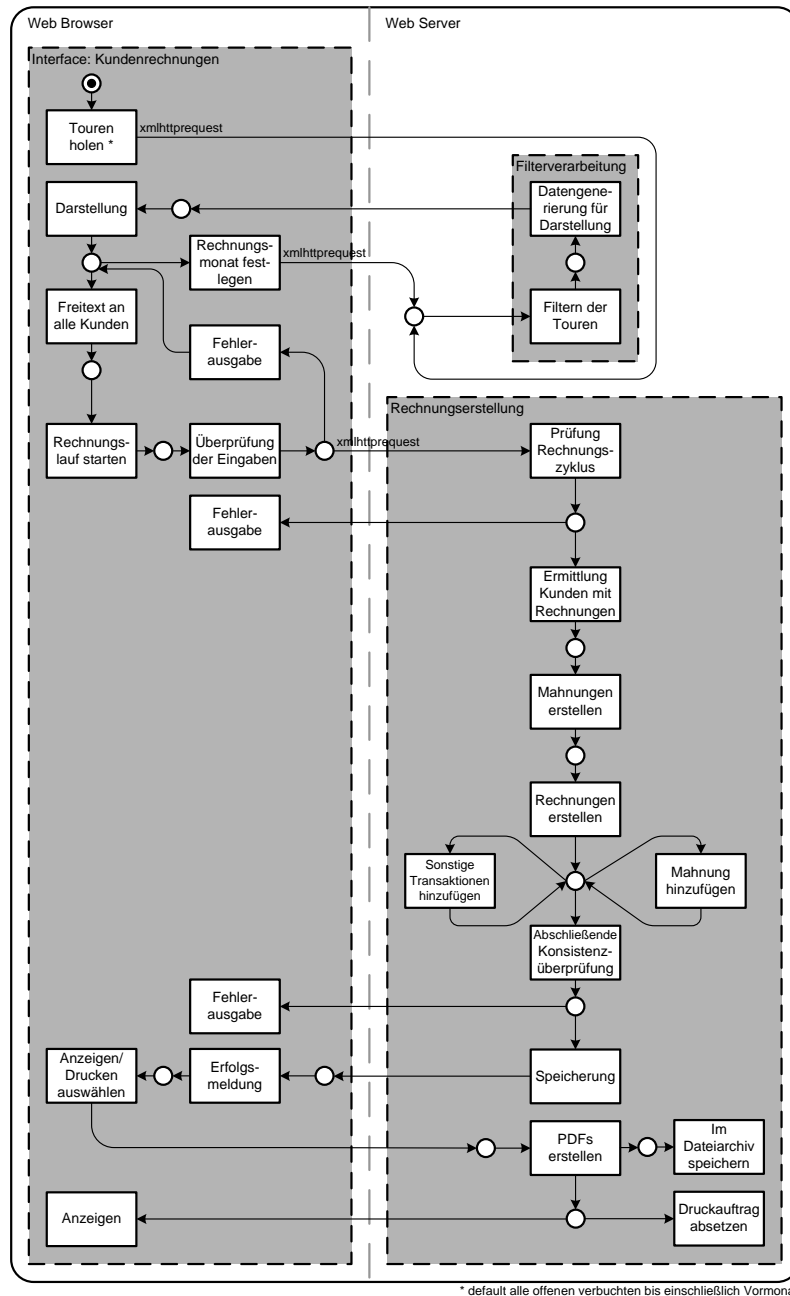 Web Browser
Web Server
Interface: Kundenrechnungen
Touren
holen *
xmlhttprequest
Filterverarbeitung
Datengene-
rierung für
Darstellung
Darstellung
Rechnungs-
monat fest-
legen
xmlhttprequest
Freitext an
alle Kunden
Fehler-
ausgabe
Filtern der
Touren
Rechnungserstellung
Rechnungs-
lauf starten
Überprüfung
der Eingaben
xmlhttprequest
Prüfung
Rechnungs-
zyklus
Fehler-
ausgabe
Ermittlung
Kunden mit
Rechnungen
Mahnungen
erstellen
Rechnungen
erstellen
Sonstige
Transaktionen
hinzufügen
Mahnung
hinzufügen
Abschließende
Konsistenz-
überprüfung
Fehler-
ausgabe
Anzeigen/
Drucken
auswählen
Erfolgs-
meldung
Speicherung
PDFs
erstellen
Im
Dateiarchiv
speichern
Anzeigen
Druckauftrag
absetzen
* default alle offenen verbuchten bis einschließlich Vormona